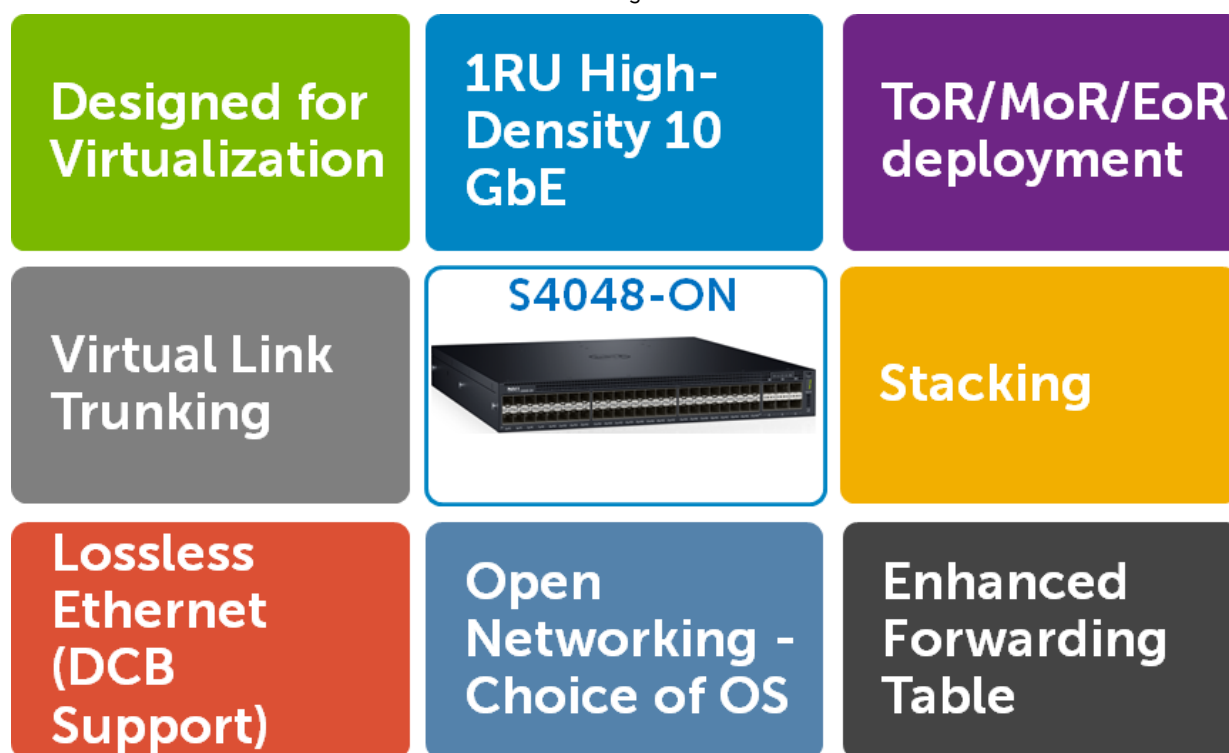 Designed for
Virtualization
1RU High-
Density 10
GbE
ToR/MoR/EoR
deployment
Virtual Link
Trunking
S4048-ON
Stacking
Lossless
Ethernet
(DCB
Support)
Open
Networking -
Choice of OS
Enhanced
Forwarding
Table